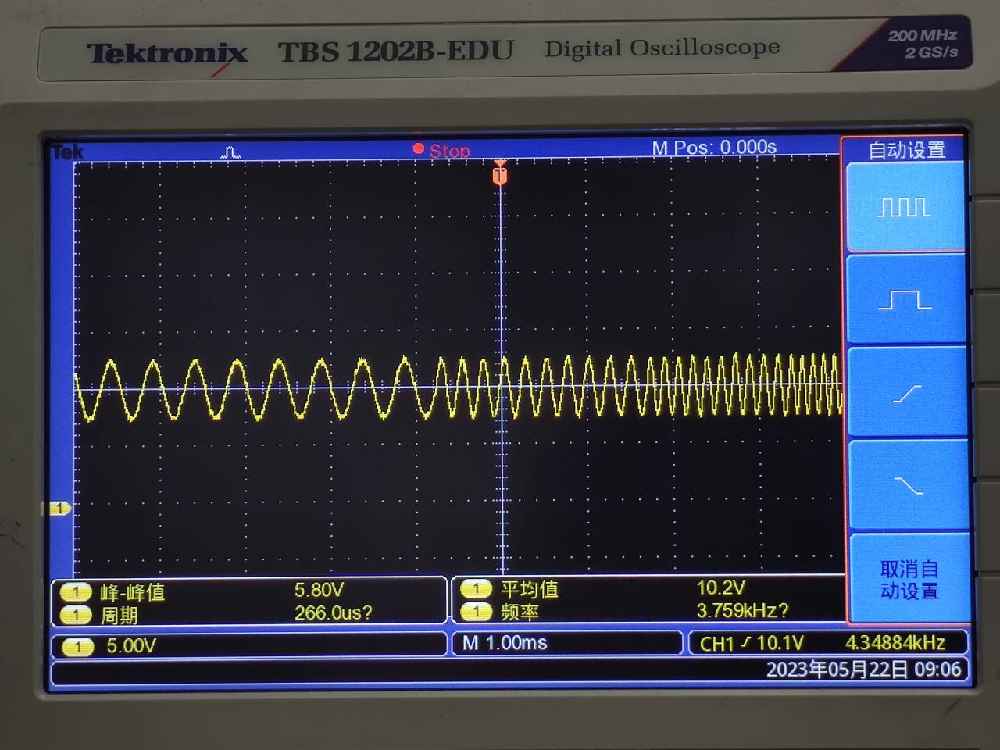 Tektronix TBS 1202B-EDU Digital Oscilloscope
200 MHz
2 GS/s
Tek Stop M Pos: 0.000s
自动设置
1 峰-峰值 5.80V
1 周期 266.0us?
1 平均值 10.2V
1 频率 3.759kHz?
取消自
动设置
1 5.00V M 1.00ms CH1 10.1V 4.34884kHz
2023年05月22日 09:06
1